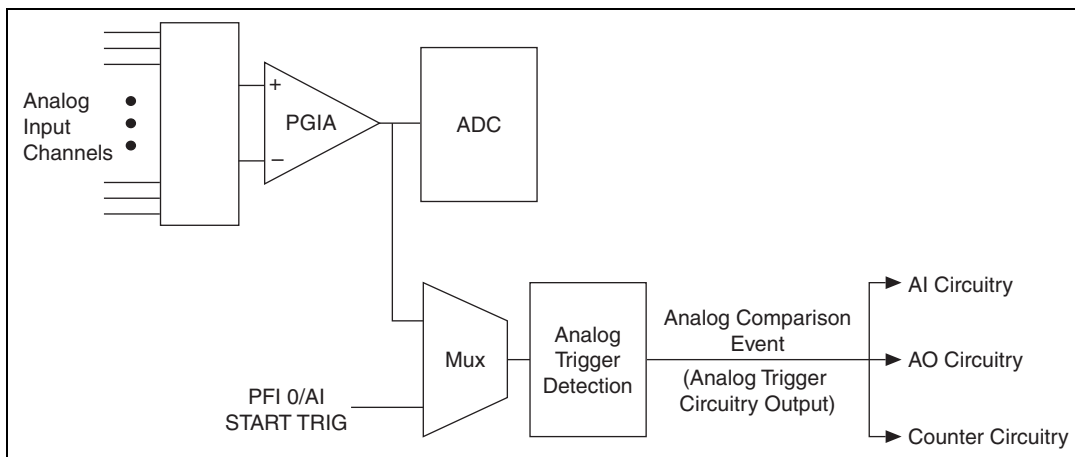 Analog
Input
Channels
+
PGIA
−
ADC
Mux
PFI 0/AI
START TRIG
Analog
Trigger
Detection
Analog Comparison
Event
(Analog Trigger
Circuitry Output)
AI Circuitry
AO Circuitry
Counter Circuitry